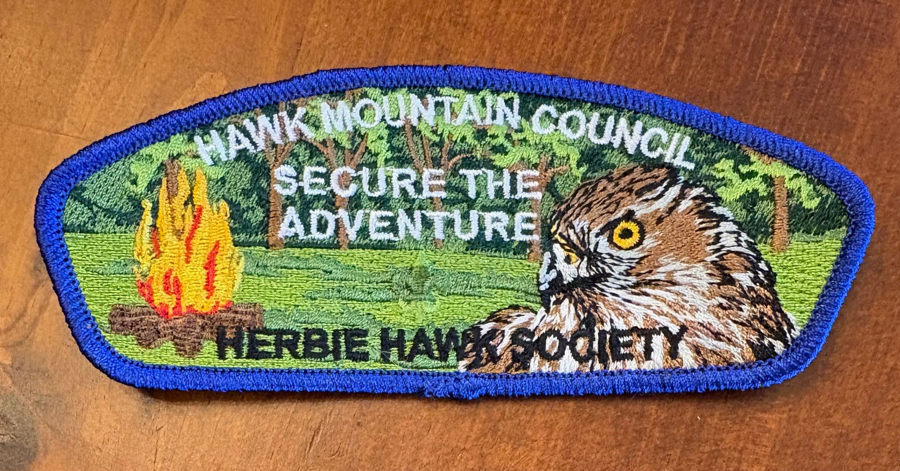 HAWK MOUNTAIN COUNCIL
SECURE THE
ADVENTURE
HERBIE HAWK SOCIETY